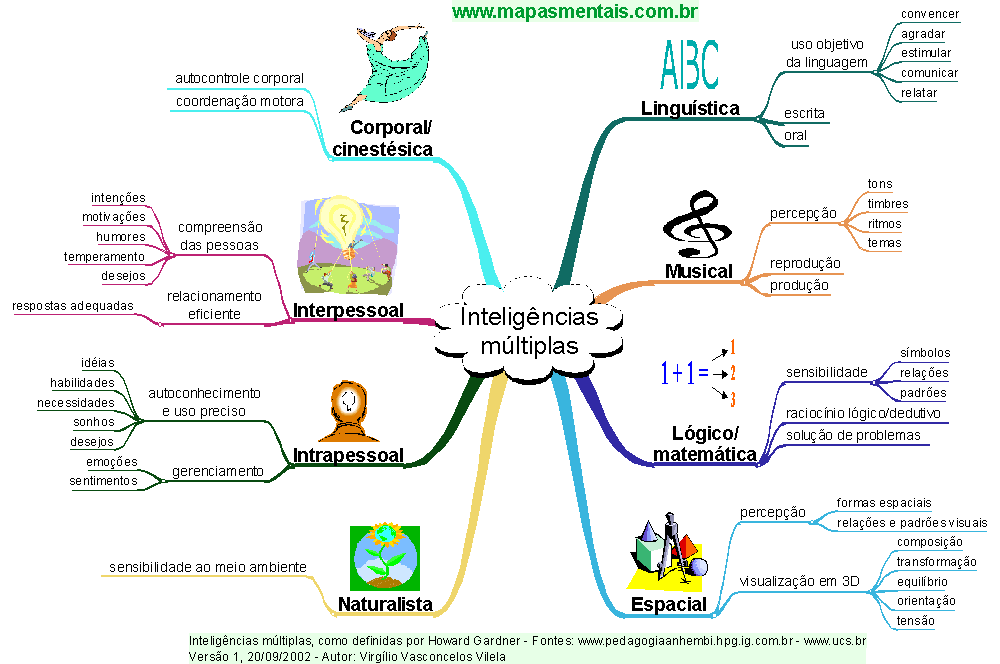 www.mapasmentais.com.br
Inteligências
múltiplas
ABC
Linguística
uso objetivo
da linguagem
convencer
agradar
estimular
comunicar
relatar
escrita
oral
Musical
percepção
tons
timbres
ritmos
temas
reprodução
produção
1+1=
1
2
3
Lógico/
matemática
sensibilidade
símbolos
relações
padrões
raciocínio lógico/dedutivo
solução de problemas
Espacial
percepção
formas espaciais
relações e padrões visuais
visualização em 3D
composição
transformação
equilíbrio
orientação
tensão
Corporal/
cinestésica
autocontrole corporal
coordenação motora
Interpessoal
compreensão
das pessoas
intenções
motivações
humores
temperamento
desejos
relacionamento
eficiente
respostas adequadas
Intrapessoal
autoconhecimento
e uso preciso
idéias
habilidades
necessidades
sonhos
desejos
gerenciamento
emoções
sentimentos
Naturalista
sensibilidade ao meio ambiente
Inteligências múltiplas, como definidas por Howard Gardner - Fontes: www.pedagogiaanhembi.hpg.ig.com.br - www.ucs.br
Versão 1, 20/09/2002 - Autor: Virgílio Vasconcelos Vilela